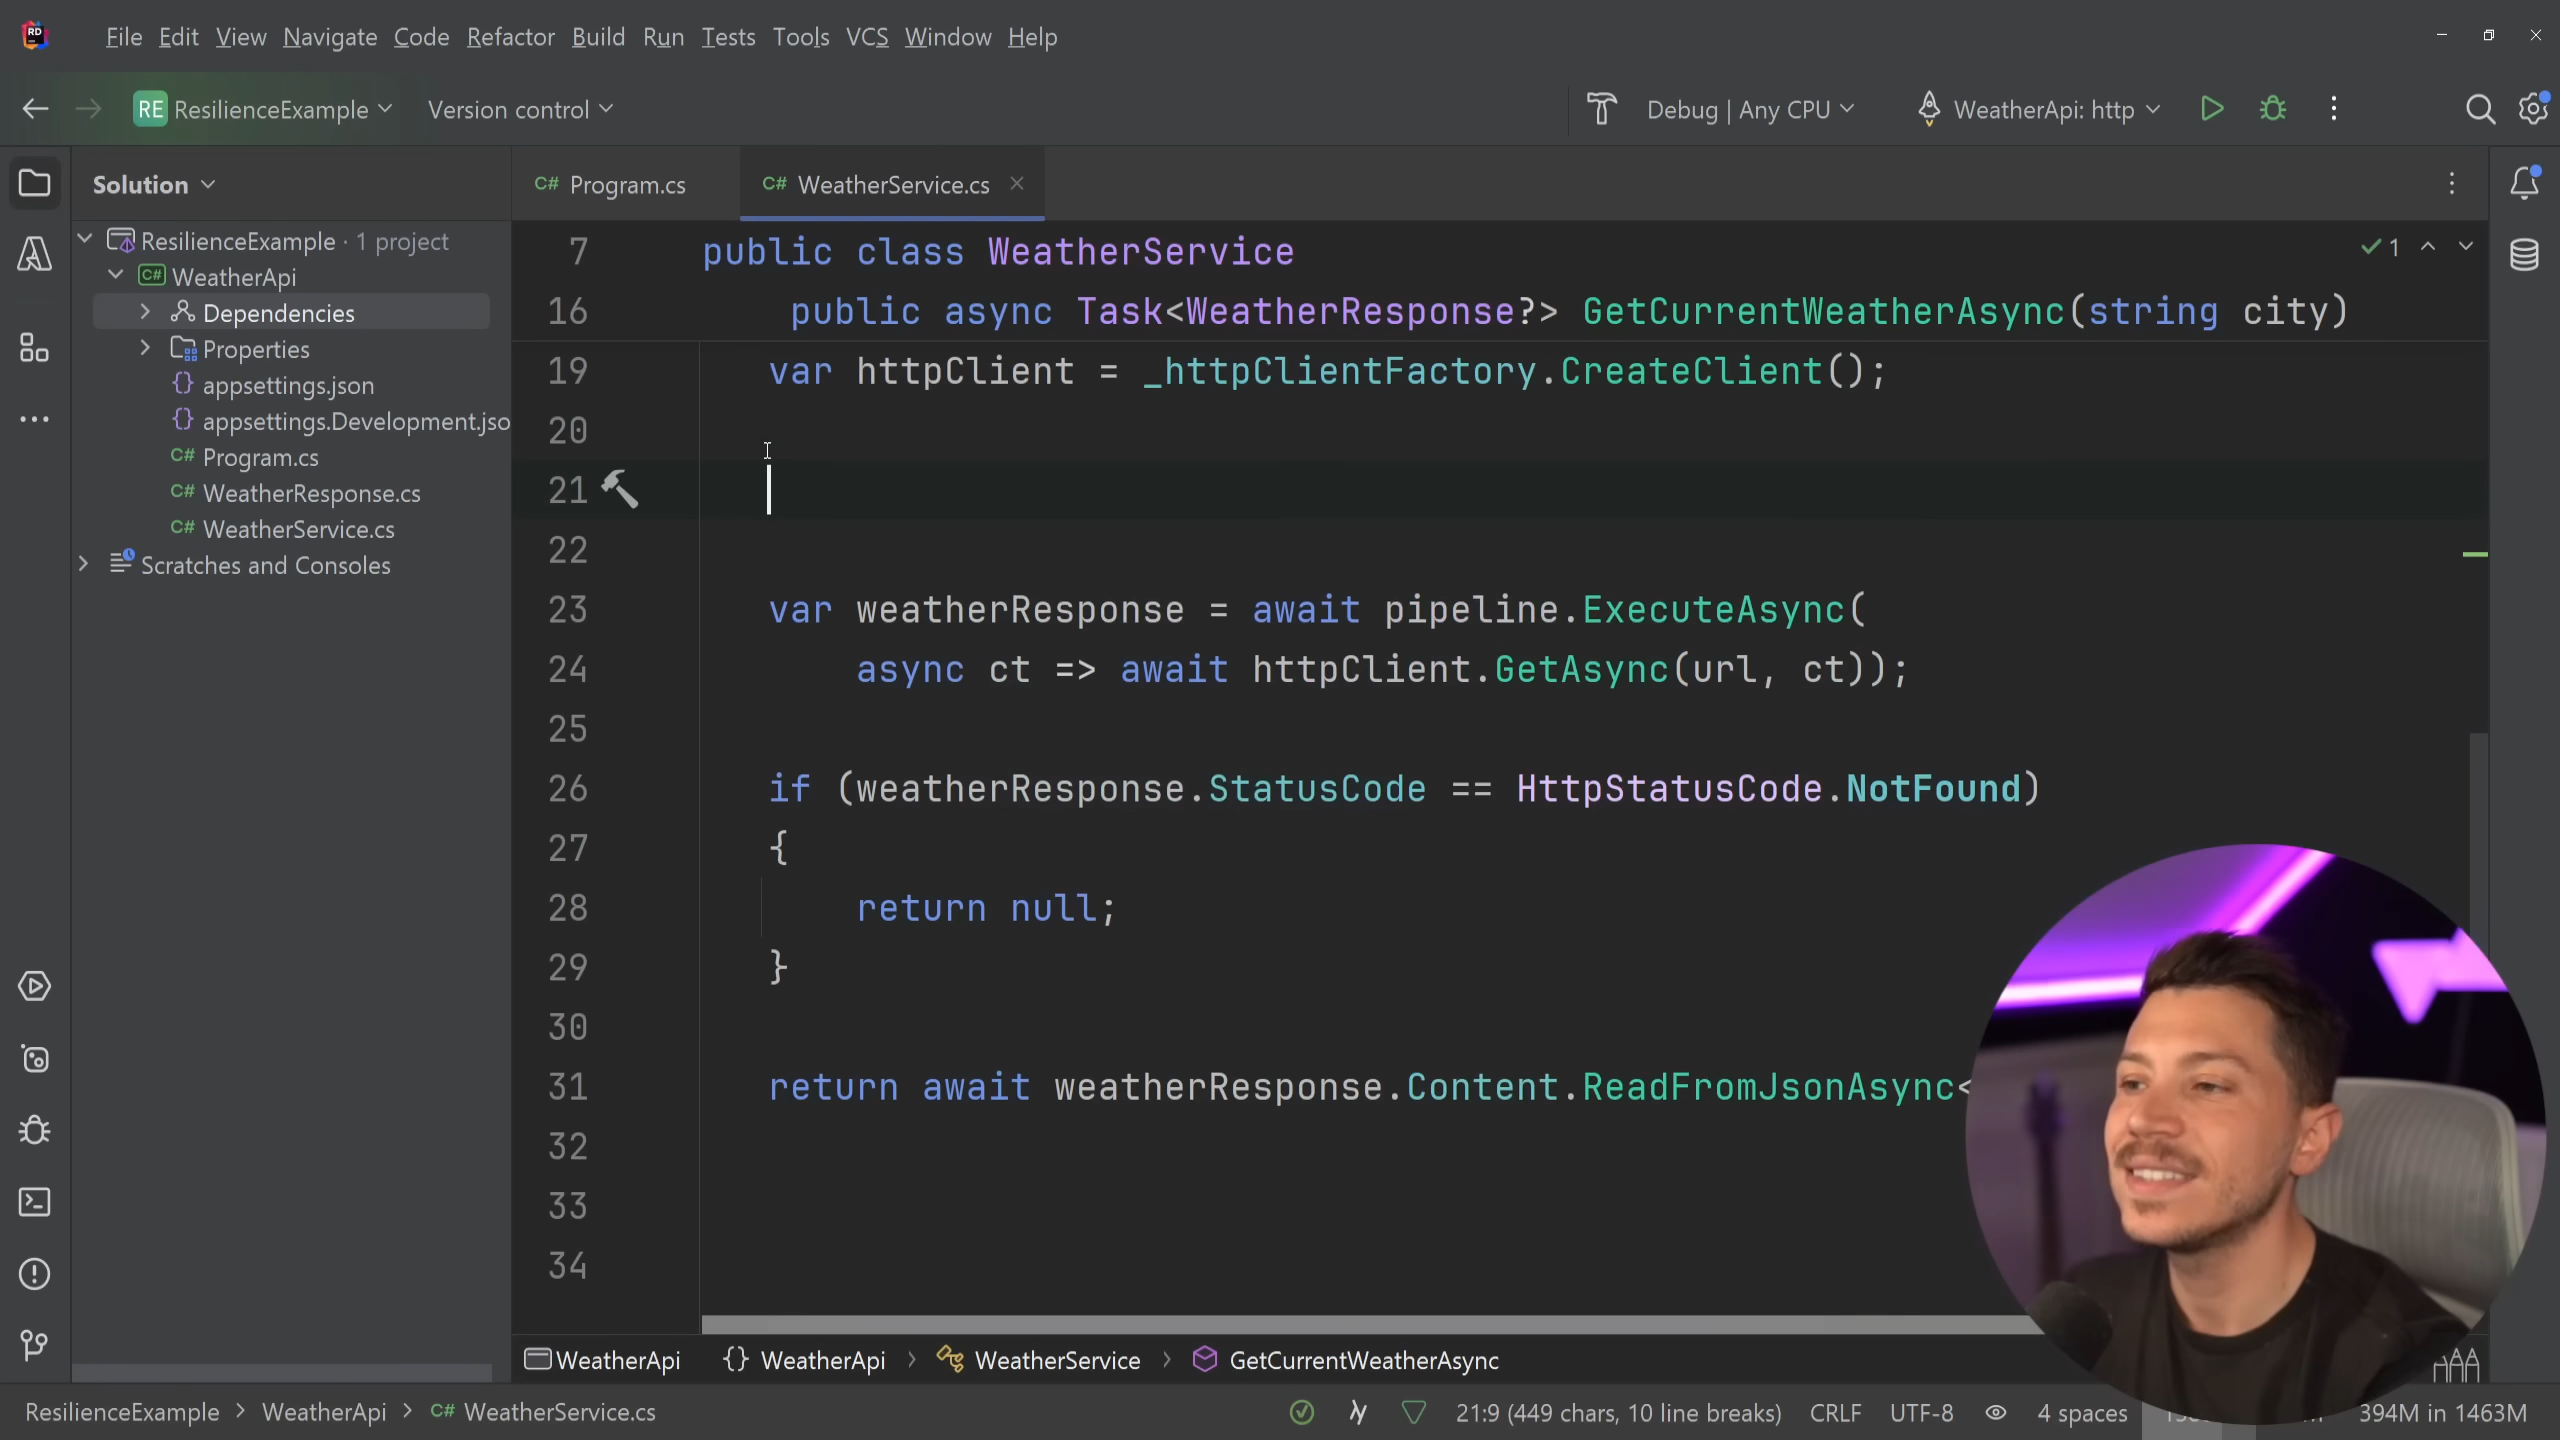 RD File Edit View Navigate Code Refactor Build Run Tests Tools VCS Window Help
RE ResilienceExample Version control Debug | Any CPU WeatherApi: http
Solution
C# Program.cs C# WeatherService.cs
ResilienceExample · 1 project
C# WeatherApi
Dependencies
Properties
{} appsettings.json
{} appsettings.Development.jso
C# Program.cs
C# WeatherResponse.cs
C# WeatherService.cs
Scratches and Consoles
7 public class WeatherService 1
16 public async Task<WeatherResponse?> GetCurrentWeatherAsync(string city)
19 var httpClient = _httpClientFactory.CreateClient();
20
21
22
23 var weatherResponse = await pipeline.ExecuteAsync(
24 async ct => await httpClient.GetAsync(url, ct));
25
26 if (weatherResponse.StatusCode == HttpStatusCode.NotFound)
27 {
28 return null;
29 }
30
31 return await weatherResponse.Content.ReadFromJsonAsync<
32
33
34
WeatherApi {} WeatherApi › WeatherService › GetCurrentWeatherAsync
ResilienceExample › WeatherApi › C# WeatherService.cs 21:9 (449 chars, 10 line breaks) CRLF UTF-8 4 spaces 394M in 1463M